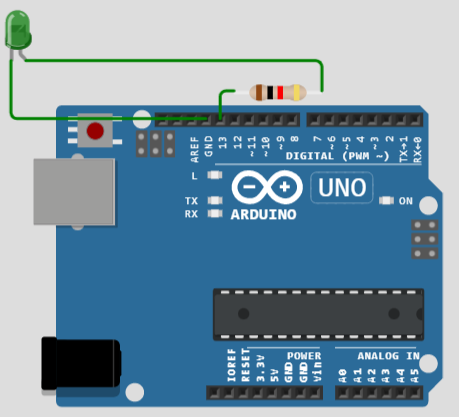 AREF
GND
13
12
~11
~10
~9
8
7
~6
~5
~4
~3
2
TX→1
RX←0
DIGITAL (PWM ~)
L
TX
RX
UNO
ON
ARDUINO
IOREF
RESET
3.3V
5V
GND
GND
Vin
POWER
ANALOG IN
A0
A1
A2
A3
A4
A5